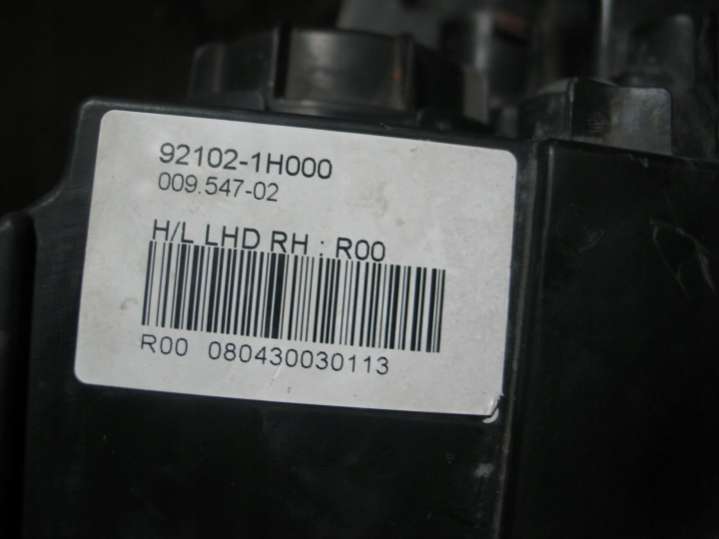 92102-1H000
009.547-02
H/L LHD RH : R00
R00 080430030113